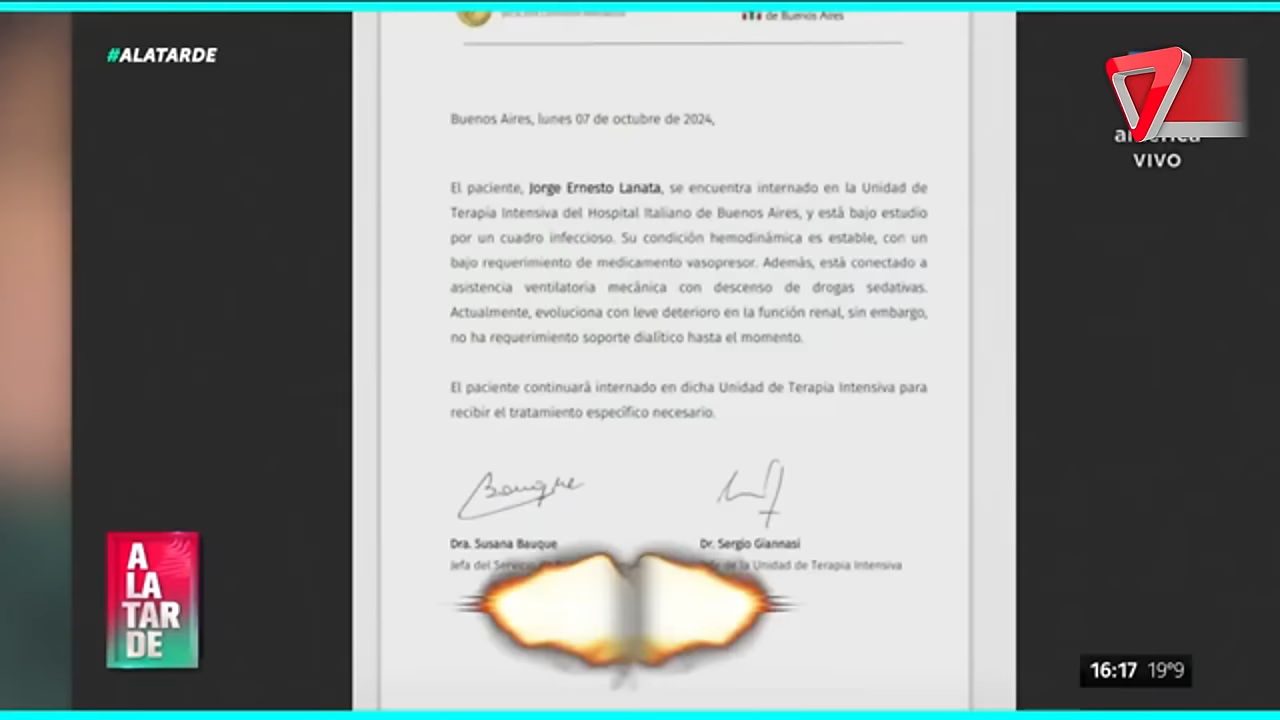 #ALATARDE
de Buenos Aires
VIVO
Buenos Aires, lunes 07 de octubre de 2024,
El paciente, Jorge Ernesto Lanata, se encuentra internado en la Unidad de
Terapia Intensiva del Hospital Italiano de Buenos Aires, y está bajo estudio
por un cuadro infeccioso. Su condición hemodinámica es estable, con un
bajo requerimiento de medicamento vasopresor. Además, está conectado a
asistencia ventilatoria mecánica con descenso de drogas sedativas.
Actualmente, evoluciona con leve deterioro en la función renal, sin embargo,
no ha requerimiento soporte dialítico hasta el momento.
El paciente continuará internado en dicha Unidad de Terapia Intensiva para
recibir el tratamiento específico necesario.
Bauque
Dra. Susana Bauque
Dr. Sergio Giannasi
Jefa del
de la Unidad de Terapia Intensiva
A
LA
TAR
DE
16:17 19º9